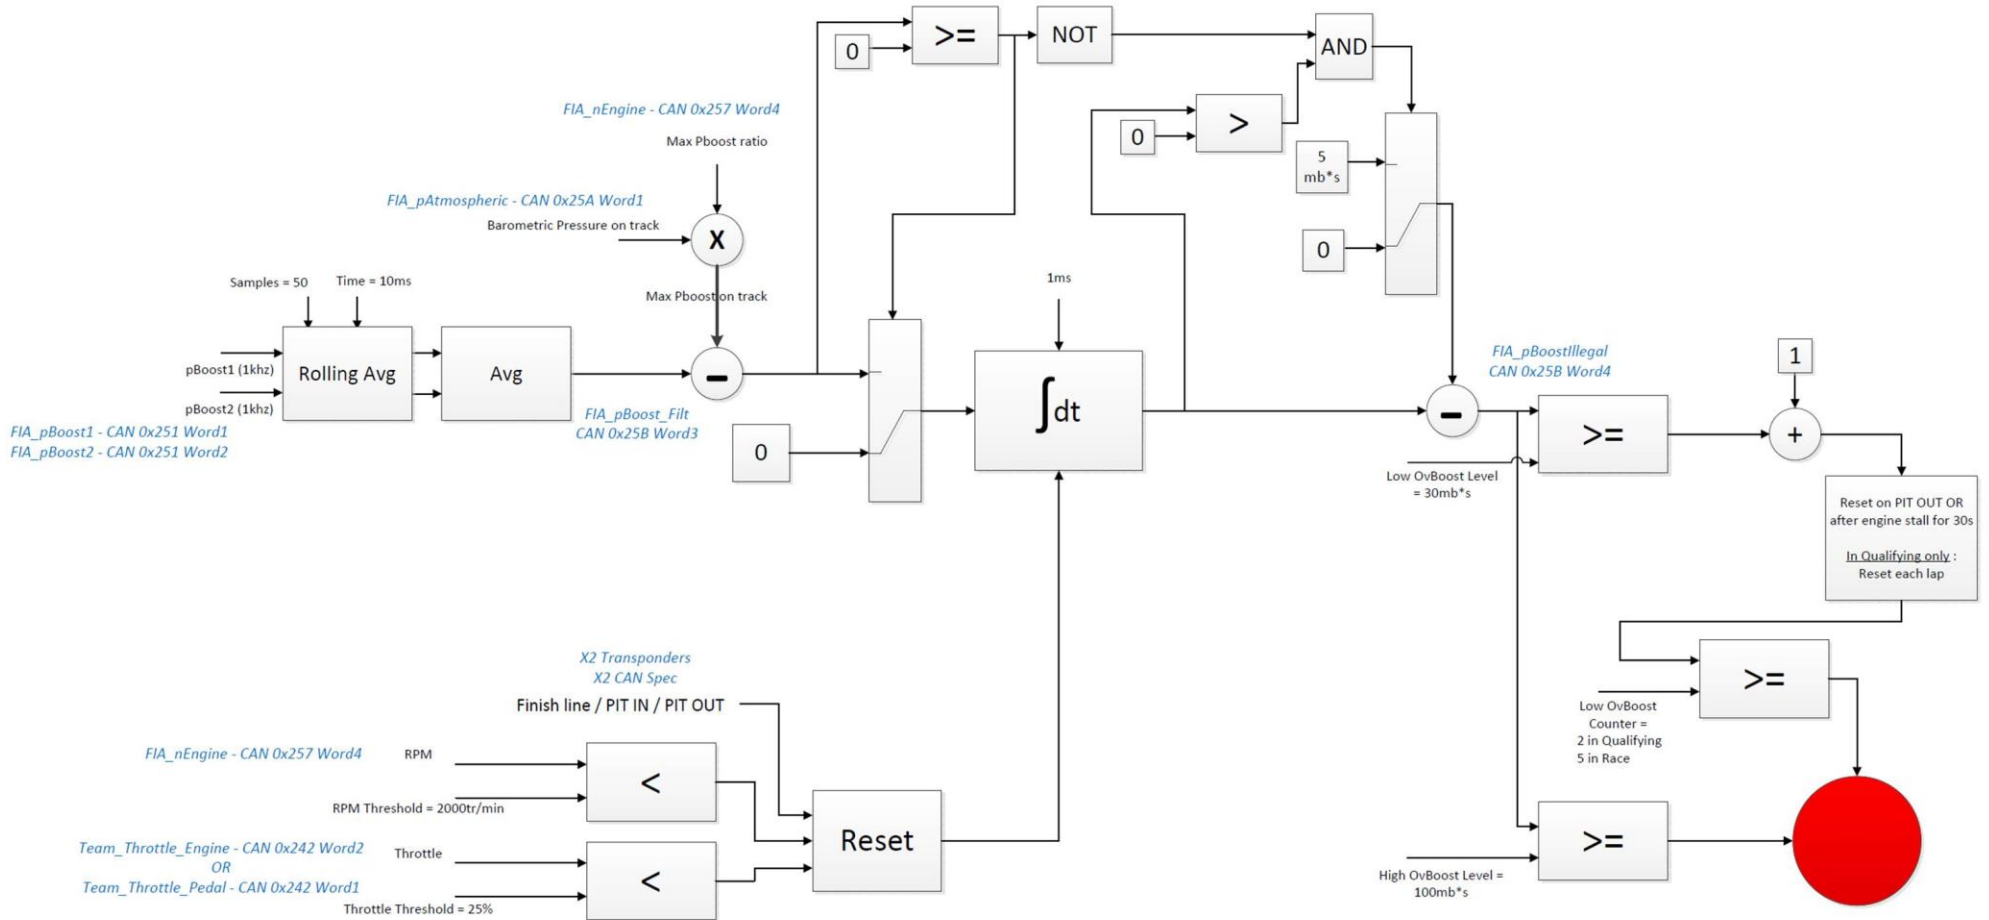 >=
NOT
AND
0
FIA_nEngine - CAN 0x257 Word4
Max Pboost ratio
>
0
5
mb*s
FIA_pAtmospheric - CAN 0x25A Word1
Barometric Pressure on track
X
0
Samples = 50
Time = 10ms
Max Pboost on track
1ms
pBoost1 (1khz)
pBoost2 (1khz)
Rolling Avg
Avg
-
FIA_pBoost1 - CAN 0x251 Word1
FIA_pBoost2 - CAN 0x251 Word2
FIA_pBoost_Filt
CAN 0x25B Word3
0
∫dt
-
FIA_pBoostIllegal
CAN 0x25B Word4
1
>=
+
Low OvBoost Level
= 30mb*s
Reset on PIT OUT OR
after engine stall for 30s
In Qualifying only :
Reset each lap
X2 Transponders
X2 CAN Spec
Finish line / PIT IN / PIT OUT
>=
Low OvBoost
Counter =
2 in Qualifying
5 in Race
FIA_nEngine - CAN 0x257 Word4
RPM
<
RPM Threshold = 2000tr/min
Team_Throttle_Engine - CAN 0x242 Word2
OR
Team_Throttle_Pedal - CAN 0x242 Word1
Throttle
<
Throttle Threshold = 25%
Reset
>=
High OvBoost Level =
100mb*s